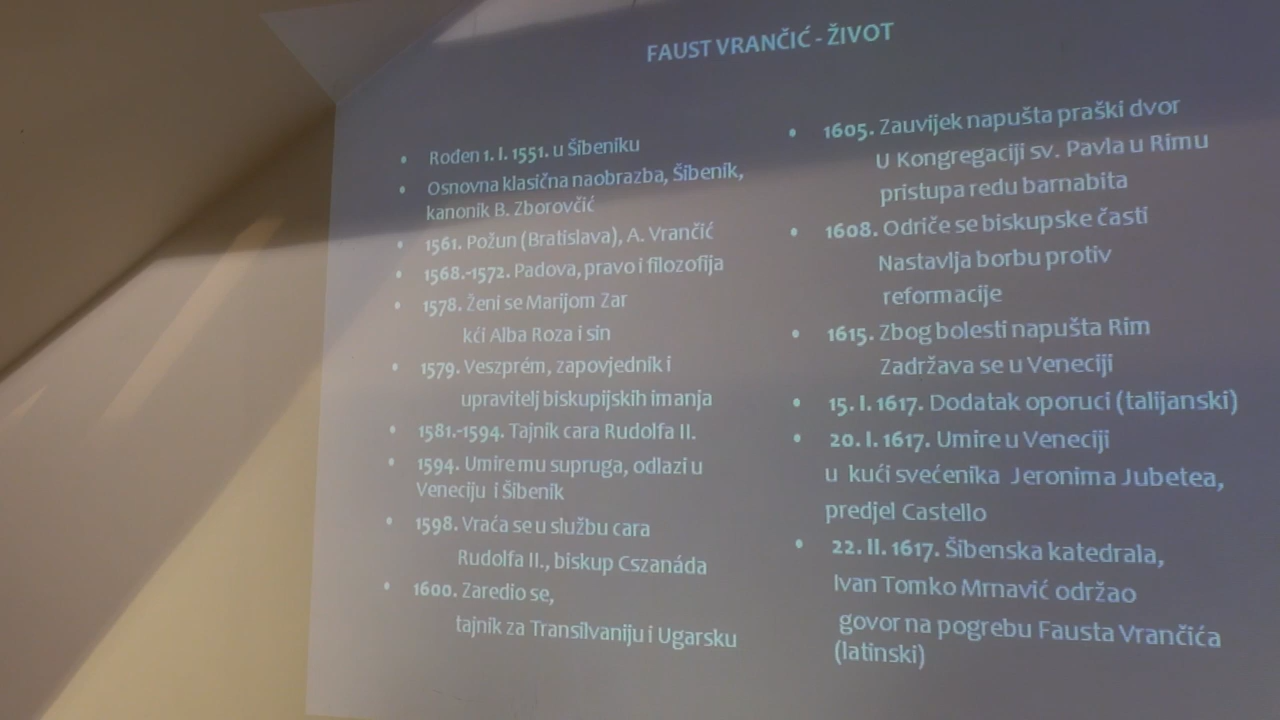 FAUST VRANČIĆ - ŽIVOT
• Rođen 1. I. 1551. u Šibeniku
• Osnovna klasična naobrazba, Šibenik,
kanonik B. Zborovčić
• 1561. Požun (Bratislava), A. Vrančić
• 1568.-1572. Padova, pravo i filozofija
• 1578. Ženi se Marijom Zar
kći Alba Roza i sin
• 1579. Veszprém, zapovjednik i
upravitelj biskupijskih imanja
• 1581.-1594. Tajnik cara Rudolfa II.
• 1594. Umire mu supruga, odlazi u
Veneciju i Šibenik
• 1598. Vraća se u službu cara
Rudolfa II., biskup Cszanáda
• 1600. Zaredio se,
tajnik za Transilvaniju i Ugarsku
• 1605. Zauvijek napušta praški dvor
U Kongregaciji sv. Pavla u Rimu
pristupa redu barnabita
• 1608. Odriče se biskupske časti
Nastavlja borbu protiv
reformacije
• 1615. Zbog bolesti napušta Rim
Zadržava se u Veneciji
• 15. I. 1617. Dodatak oporuci (talijanski)
• 20. I. 1617. Umire u Veneciji
u kući svećenika Jeronima Jubetea,
predjel Castello
• 22. II. 1617. Šibenska katedrala,
Ivan Tomko Mrnavić održao
govor na pogrebu Fausta Vrančića
(latinski)